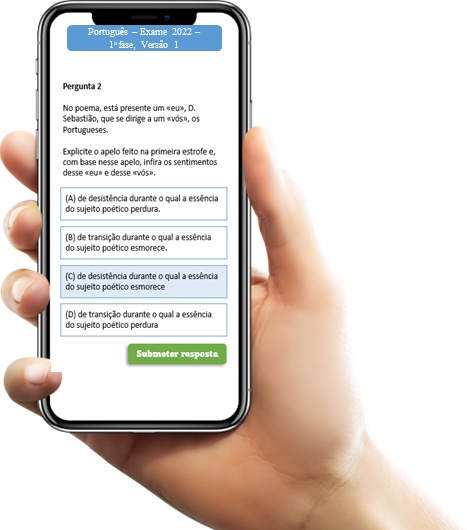 Português – Exame 2022 –
1ª fase, Versão 1
Pergunta 2
No poema, está presente um «eu», D.
Sebastião, que se dirige a um «vós», os
Portugueses.
Explicite o apelo feito na primeira estrofe e,
com base nesse apelo, infira os sentimentos
desse «eu» e desse «vós».
(A) de desistência durante o qual a essência
do sujeito poético perdura.
(B) de transição durante o qual a essência
do sujeito poético esmorece.
(C) de desistência durante o qual a essência
do sujeito poético esmorece
(D) de transição durante o qual a essência
do sujeito poético perdura
Submeter resposta